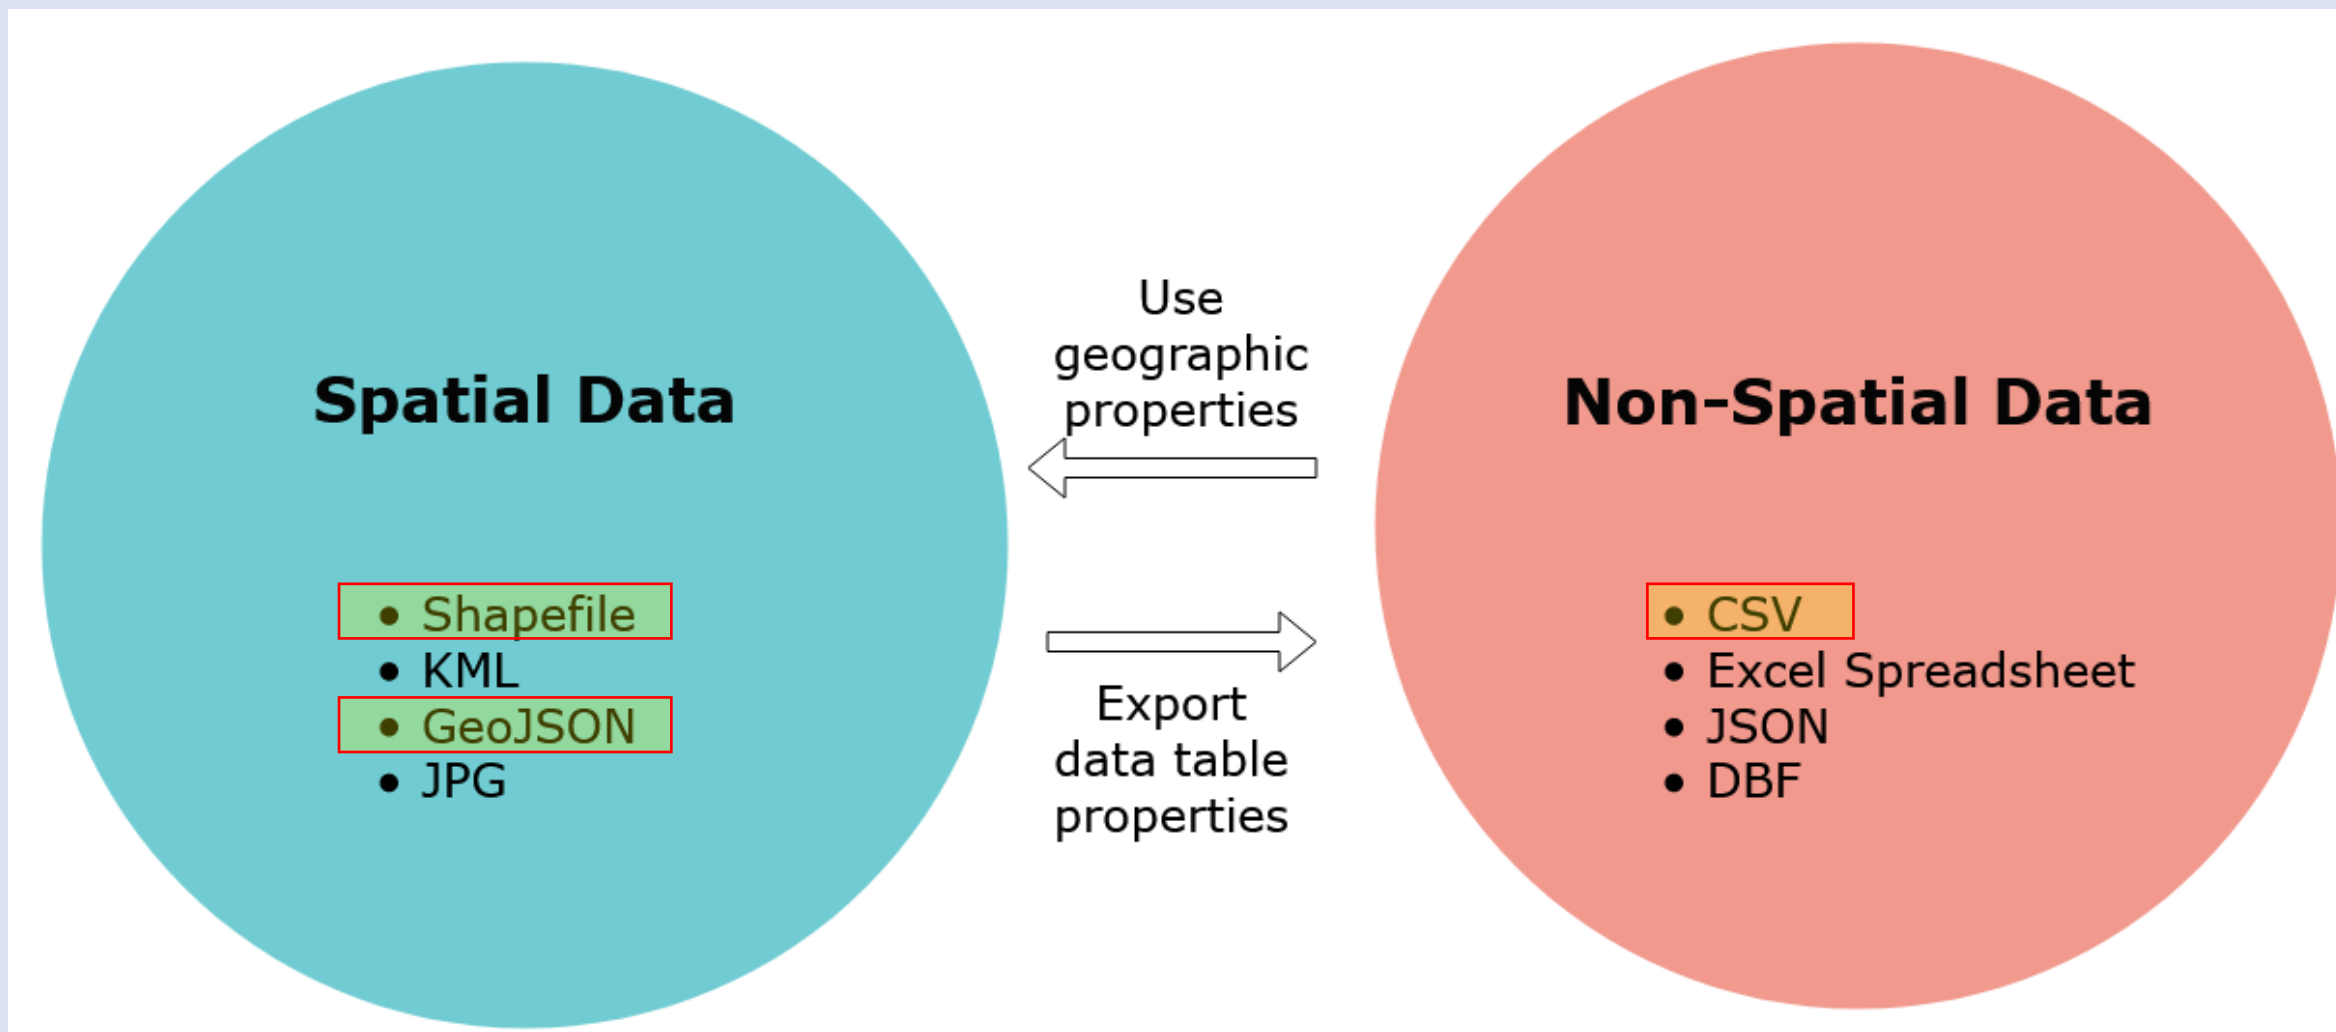 Spatial Data
• Shapefile
• KML
• GeoJSON
• JPG
Use
geographic
properties
Export
data table
properties
Non-Spatial Data
• CSV
• Excel Spreadsheet
• JSON
• DBF